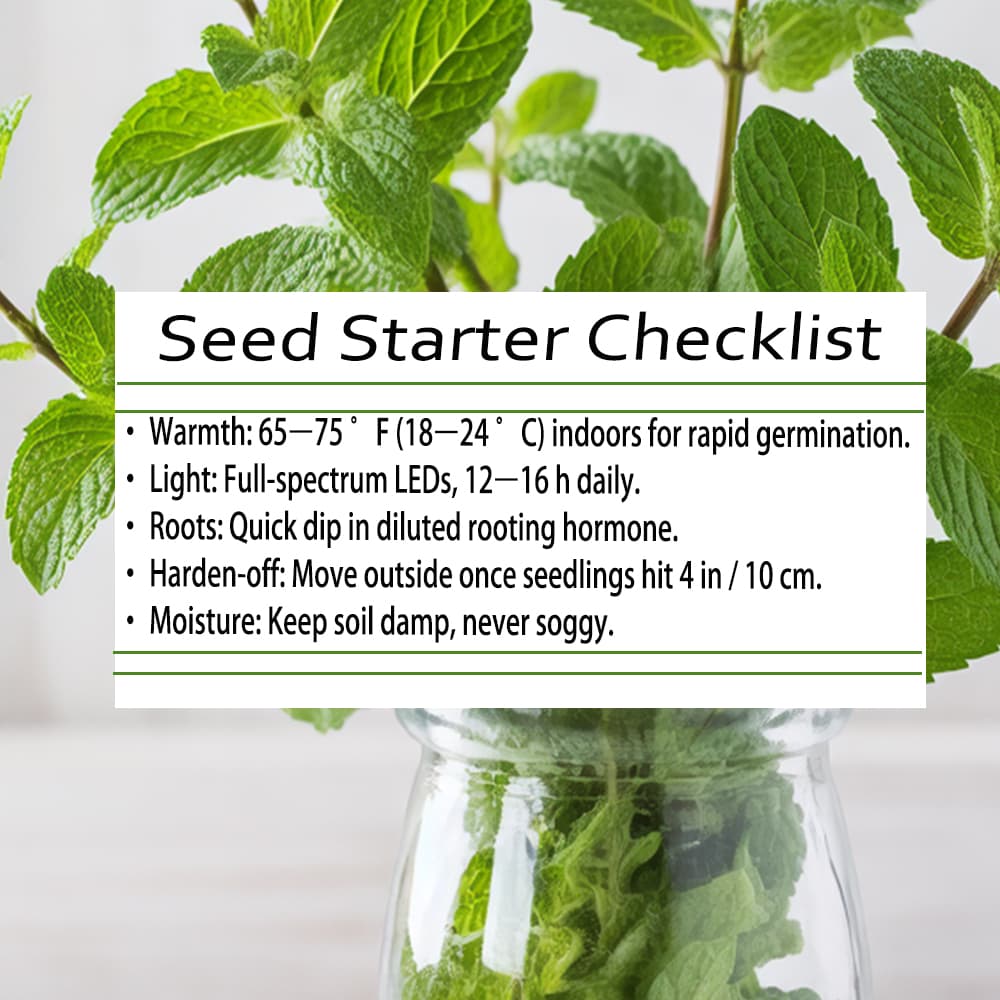 Seed Starter Checklist
• Warmth: 65—75˚ F (18—24˚ C) indoors for rapid germination.
• Light: Full-spectrum LEDs, 12—16 h daily.
• Roots: Quick dip in diluted rooting hormone.
• Harden-off: Move outside once seedlings hit 4 in / 10 cm.
• Moisture: Keep soil damp, never soggy.